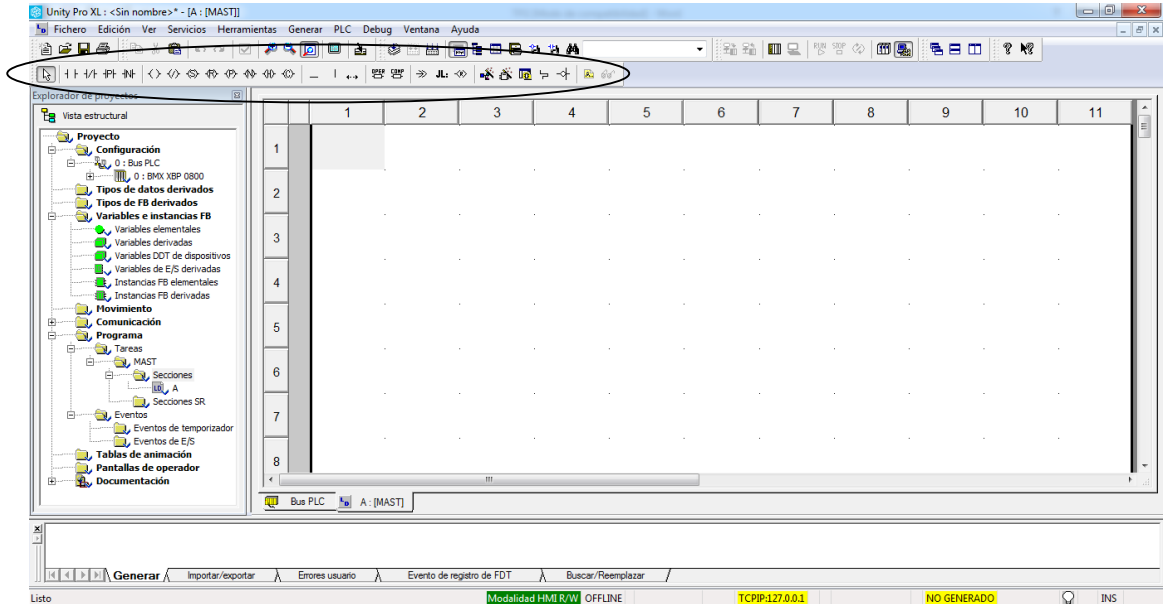 Unity Pro XL : <Sin nombre>* - [A : [MAST]]
Fichero Edición Ver Servicios Herramientas Generar PLC Debug Ventana Ayuda
Explorador de proyectos
Vista estructural
Proyecto
Configuración
0 : Bus PLC
0 : BMX XBP 0800
Tipos de datos derivados
Tipos de FB derivados
Variables e instancias FB
Variables elementales
Variables derivadas
Variables DDT de dispositivos
Variables de E/S derivadas
Instancias FB elementales
Instancias FB derivadas
Movimiento
Comunicación
Programa
Tareas
MAST
Secciones
LD A
Secciones SR
Eventos
Eventos de temporizador
Eventos de E/S
Tablas de animación
Pantallas de operador
Documentación
1 2 3 4 5 6 7 8 9 10 11
1
2
3
4
5
6
7
8
Bus PLC A : [MAST]
Generar Importar/exportar Errores usuario Evento de registro de FDT Buscar/Reemplazar
Listo Modalidad HMI R/W OFFLINE TCPIP:127.0.0.1 NO GENERADO INS